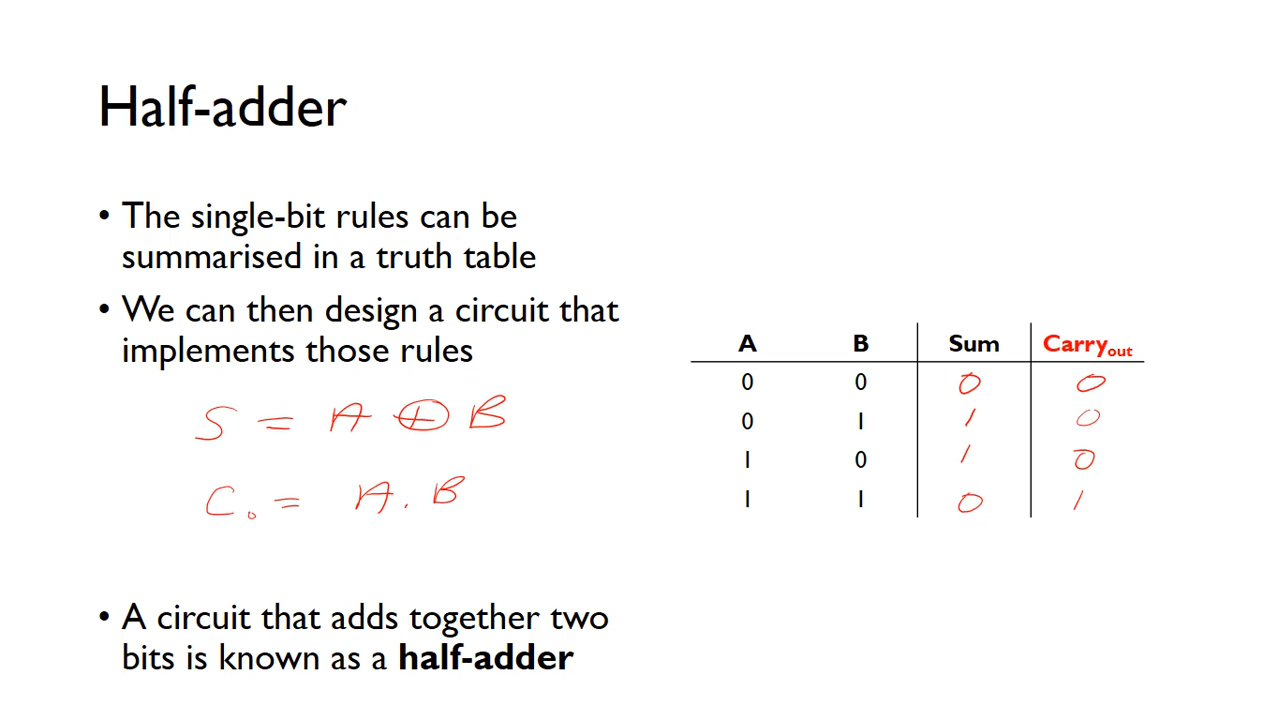 Half-adder
• The single-bit rules can be
summarised in a truth table
• We can then design a circuit that
implements those rules
S = A ⊕ B
C₀ = A . B
• A circuit that adds together two
bits is known as a half-adder
A B Sum Carry out
0 0 0 0
0 1 1 0
1 0 1 0
1 1 0 1